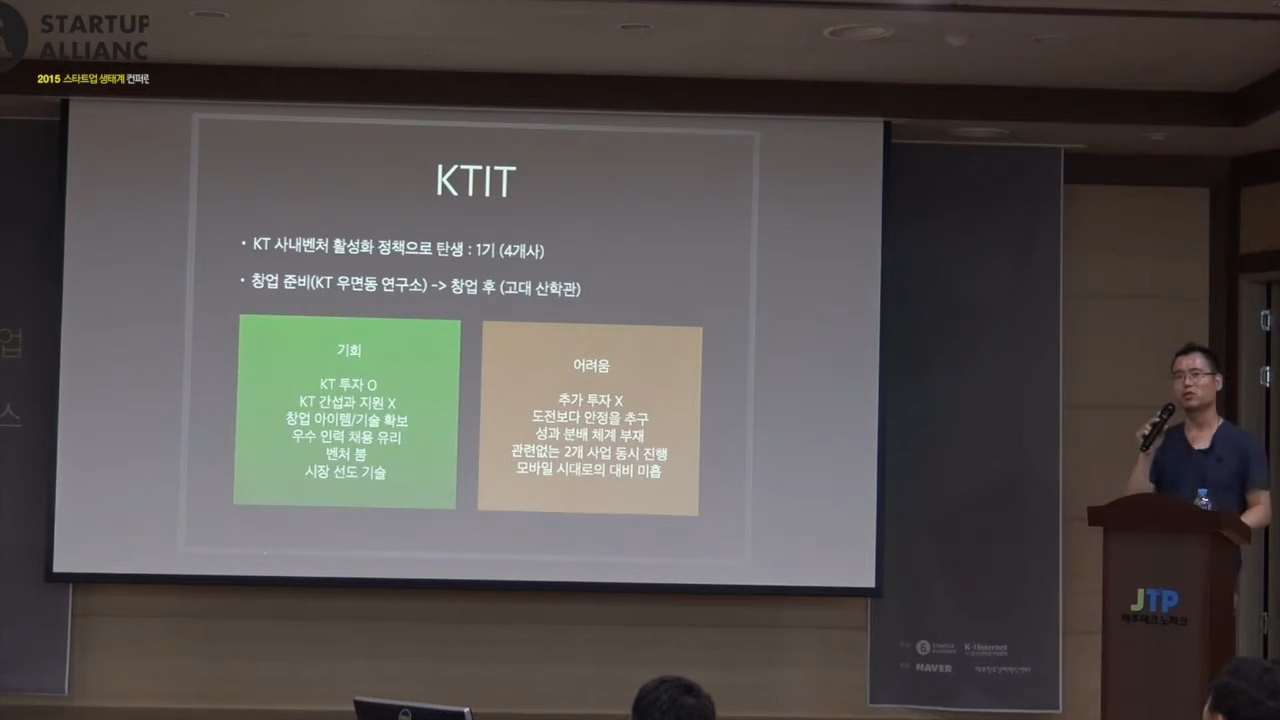 STARTUP
ALLIANC
2015 스타트업 생태계 컨퍼런
KTIT
• KT 사내벤처 활성화 정책으로 탄생 : 1기 (4개사)
• 창업 준비(KT 우면동 연구소) -> 창업 후 (고대 산학관)
기회
KT 투자 O
KT 간섭과 지원 X
창업 아이템/기술 확보
우수 인력 채용 유리
벤처 붐
시장 선도 기술
어려움
추가 투자 X
도전보다 안정을 추구
성과 분배 체계 부재
관련없는 2개 사업 동시 진행
모바일 시대로의 대비 미흡
업
스
JTP
제주테크노파크
STARTUP
ALLIANCE
K-Internet
NAVER